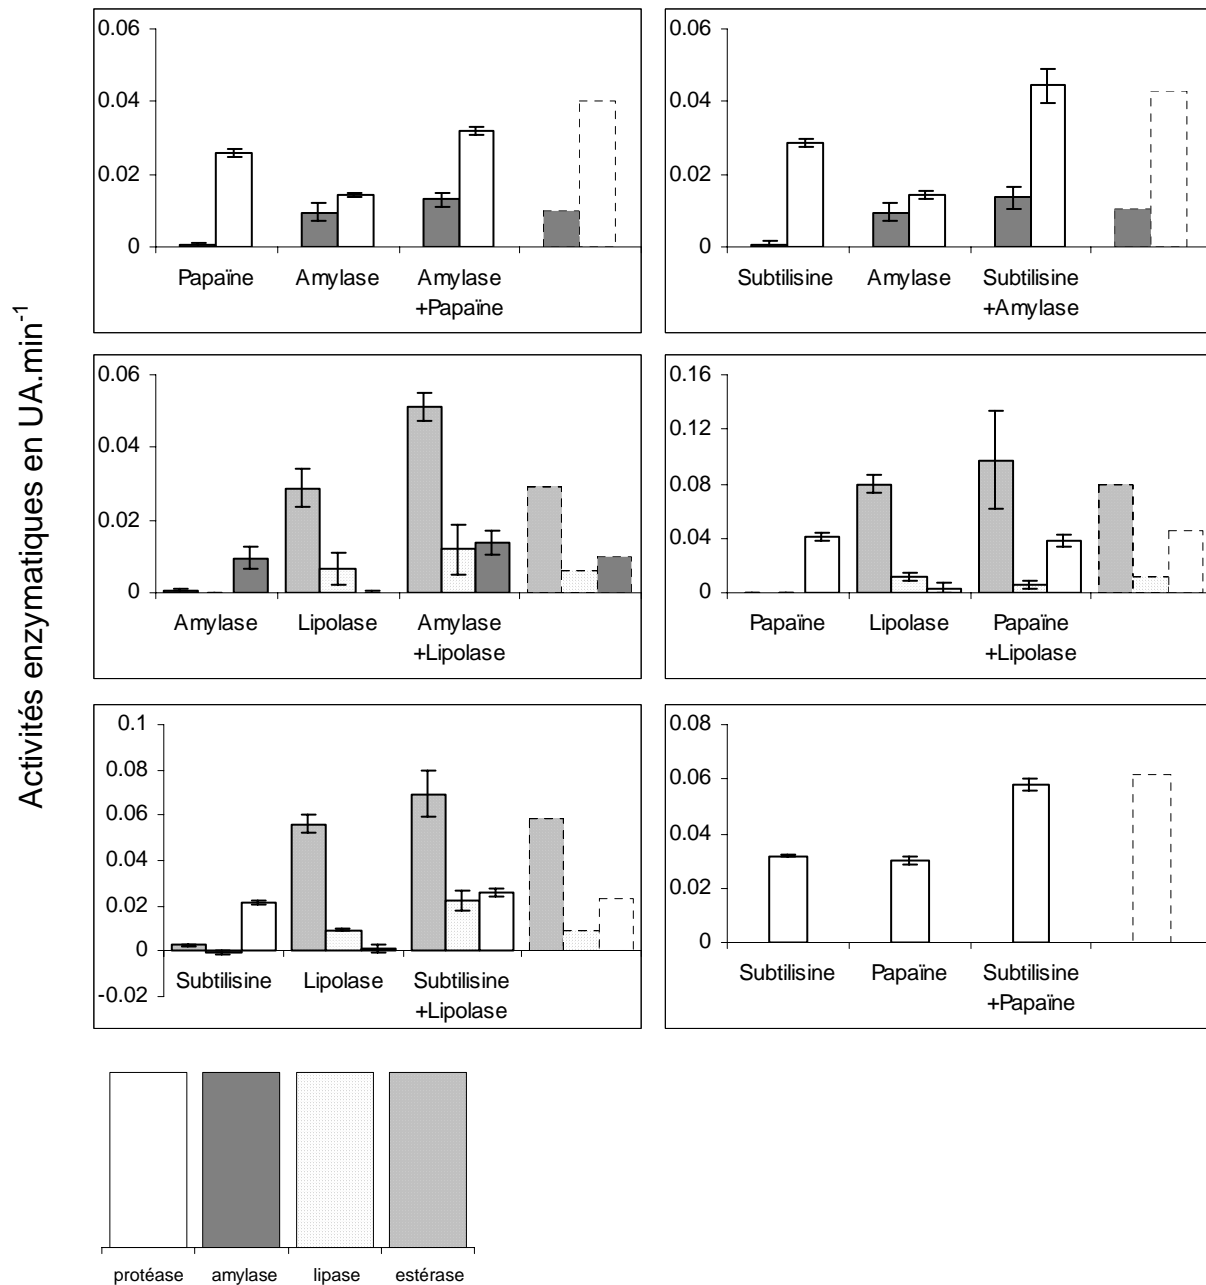 Activités enzymatiques en UA.min-1
0.06
0.04
0.02
0
Papaïne Amylase Amylase
+Papaïne
0.06
0.04
0.02
0
Subtilisine Amylase Subtilisine
+Amylase
0.06
0.04
0.02
0
Amylase Lipolase Amylase
+Lipolase
0.16
0.12
0.08
0.04
0
Papaïne Lipolase Papaïne
+Lipolase
0.1
0.08
0.06
0.04
0.02
0
-0.02
Subtilisine Lipolase Subtilisine
+Lipolase
0.08
0.06
0.04
0.02
0
Subtilisine Papaïne Subtilisine
+Papaïne
protéase amylase lipase estérase